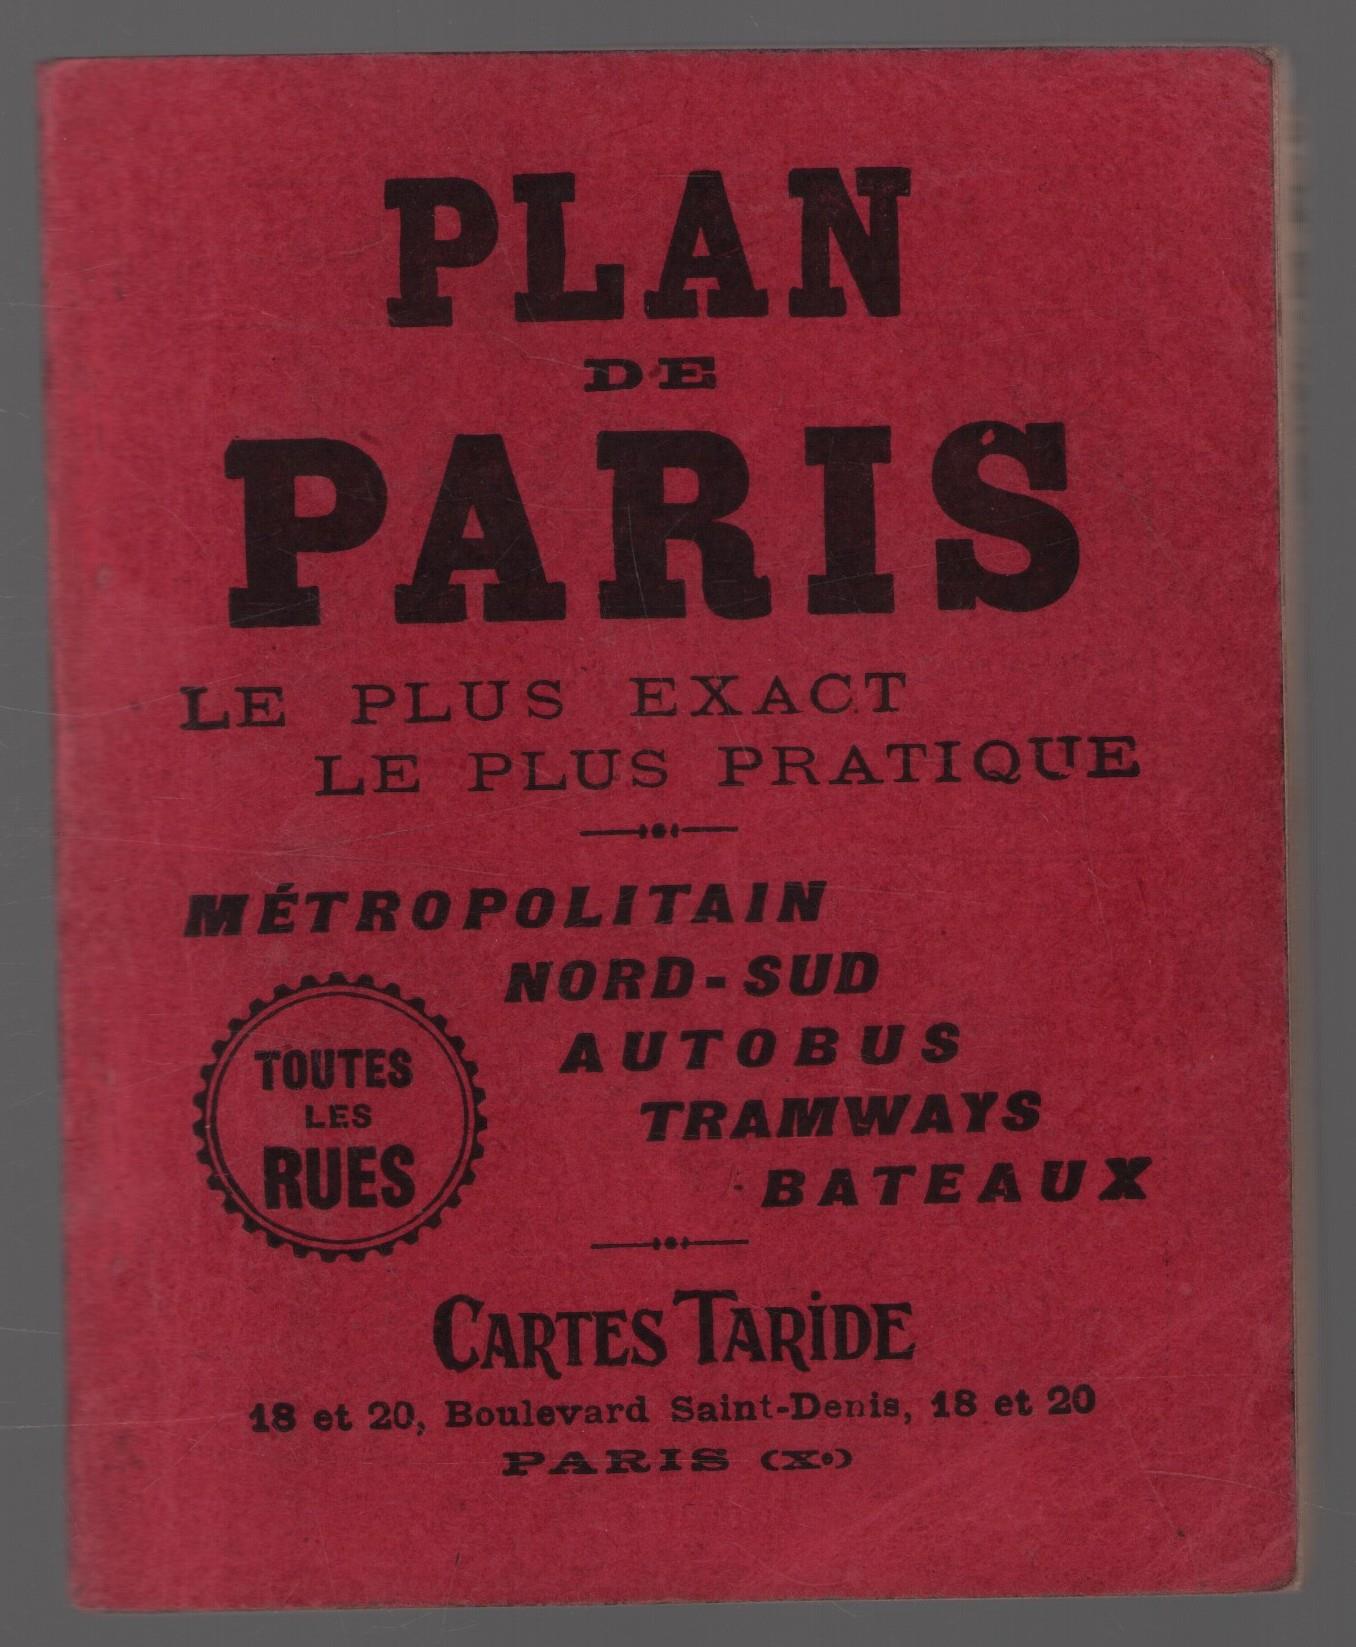 PLAN
DE
PARIS
LE PLUS EXACT
LE PLUS PRATIQUE
MÉTROPOLITAIN
NORD-SUD
AUTOBUS
TRAMWAYS
BATEAUX
TOUTES
LES
RUES
CARTES TARIDE
18 et 20, Boulevard Saint-Denis, 18 et 20
PARIS (Xe)